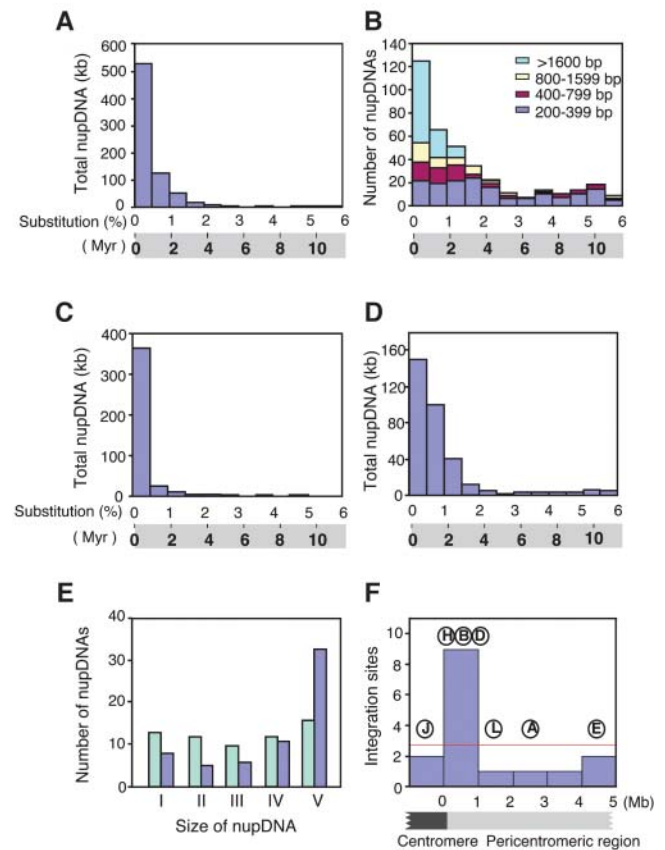 A
Total nupDNA (kb)
600
500
400
300
200
100
0
0 1 2 3 4 5 6
Substitution (%)
( Myr )
0 2 4 6 8 10
B
Number of nupDNAs
140
120
100
80
60
40
20
0
>1600 bp
800-1599 bp
400-799 bp
200-399 bp
0 1 2 3 4 5 6
0 2 4 6 8 10
C
Total nupDNA (kb)
400
300
200
100
0
0 1 2 3 4 5 6
Substitution (%)
( Myr )
0 2 4 6 8 10
D
Total nupDNA (kb)
160
120
80
40
0
0 1 2 3 4 5 6
0 2 4 6 8 10
E
Number of nupDNAs
40
30
20
10
0
I II III IV V
Size of nupDNA
F
Integration sites
10
8
6
4
2
0
H B D
J L A E
0 1 2 3 4 5 (Mb)
Centromere Pericentromeric region